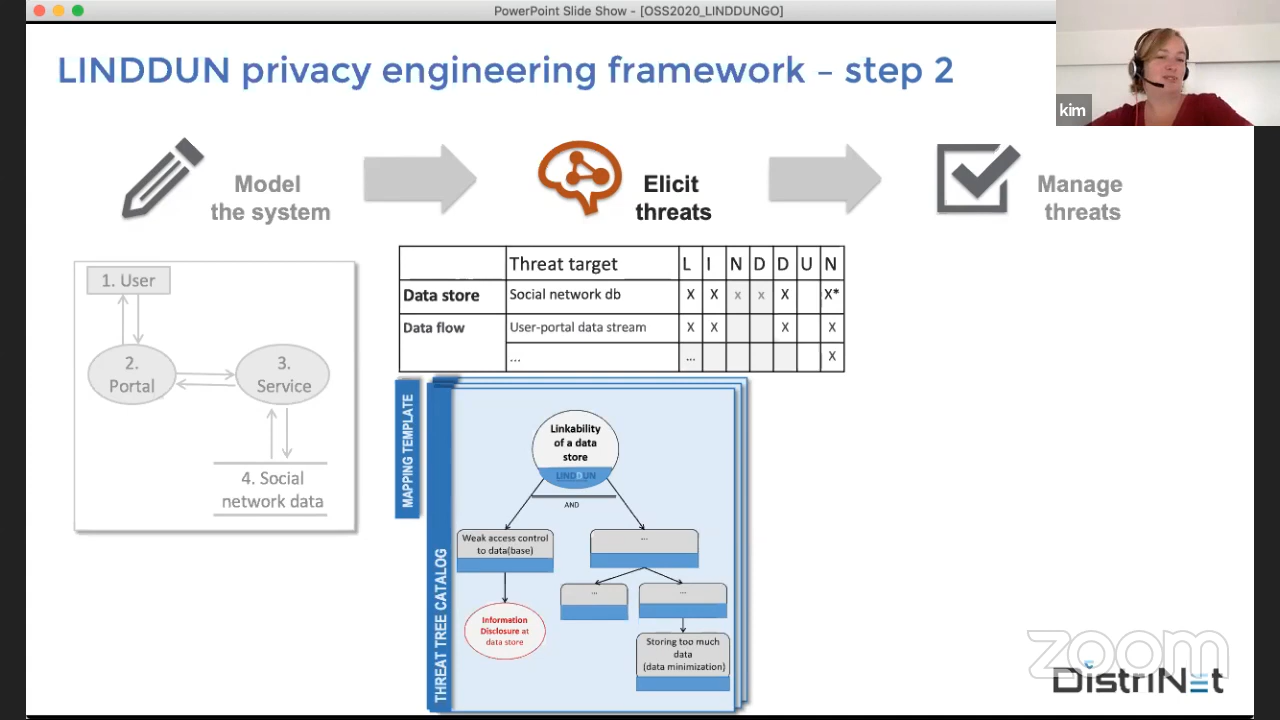 PowerPoint Slide Show - [OSS2020_LINDDUNGO]
LINDDUN privacy engineering framework – step 2
kim
Model
the system
Elicit
threats
Manage
threats
1. User
2.
Portal
3.
Service
4. Social
network data
Threat target L I N D D U N
Data store Social network db X X x x X X*
Data flow User-portal data stream X X X X
... ... X
MAPPING TEMPLATE
THREAT TREE CATALOG
Linkability
of a data
store
LINDDUN
AND
Weak access control
to data(base)
...
...
...
Information
Disclosure at
data store
Storing too much
data
(data minimization)
zoom
DistriNet